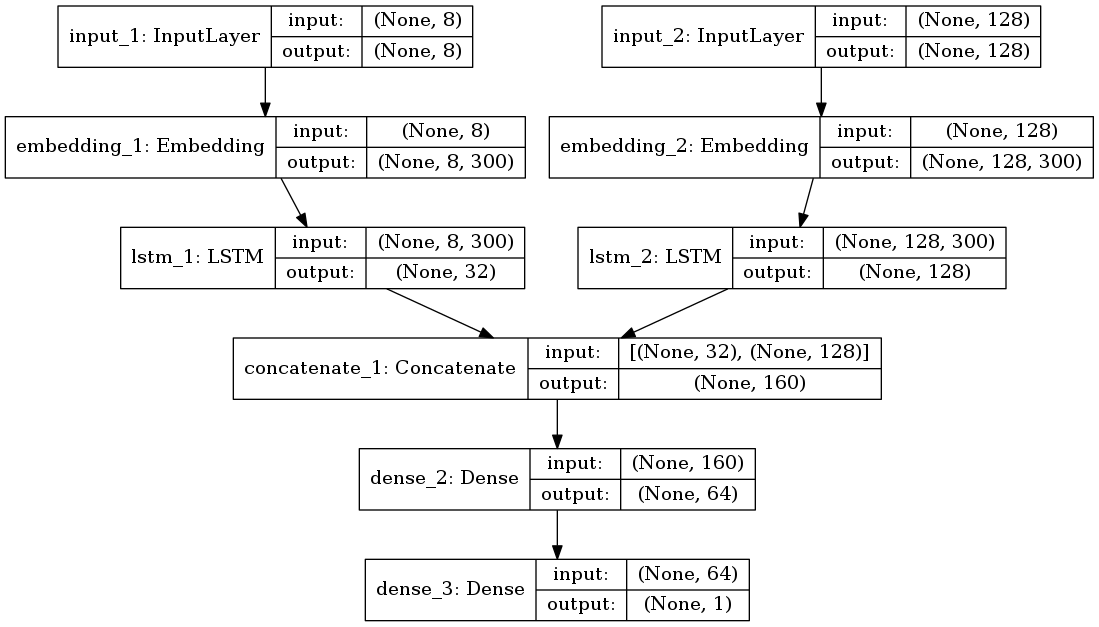 input_1: InputLayer
input: (None, 8)
output: (None, 8)
input_2: InputLayer
input: (None, 128)
output: (None, 128)
embedding_1: Embedding
input: (None, 8)
output: (None, 8, 300)
embedding_2: Embedding
input: (None, 128)
output: (None, 128, 300)
lstm_1: LSTM
input: (None, 8, 300)
output: (None, 32)
lstm_2: LSTM
input: (None, 128, 300)
output: (None, 128)
concatenate_1: Concatenate
input: [(None, 32), (None, 128)]
output: (None, 160)
dense_2: Dense
input: (None, 160)
output: (None, 64)
dense_3: Dense
input: (None, 64)
output: (None, 1)